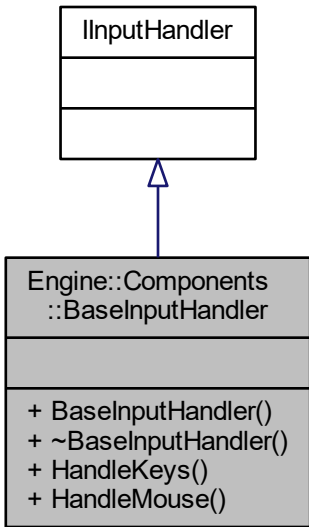 IInputHandler
Engine::Components
::BaseInputHandler
+ BaseInputHandler()
+ ~BaseInputHandler()
+ HandleKeys()
+ HandleMouse()